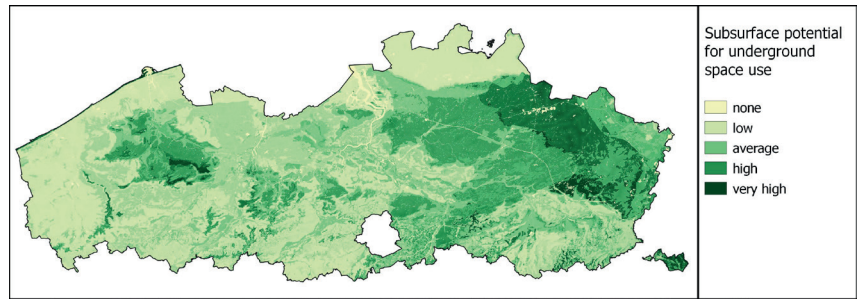 Subsurface potential
for underground
space use
none
low
average
high
very high